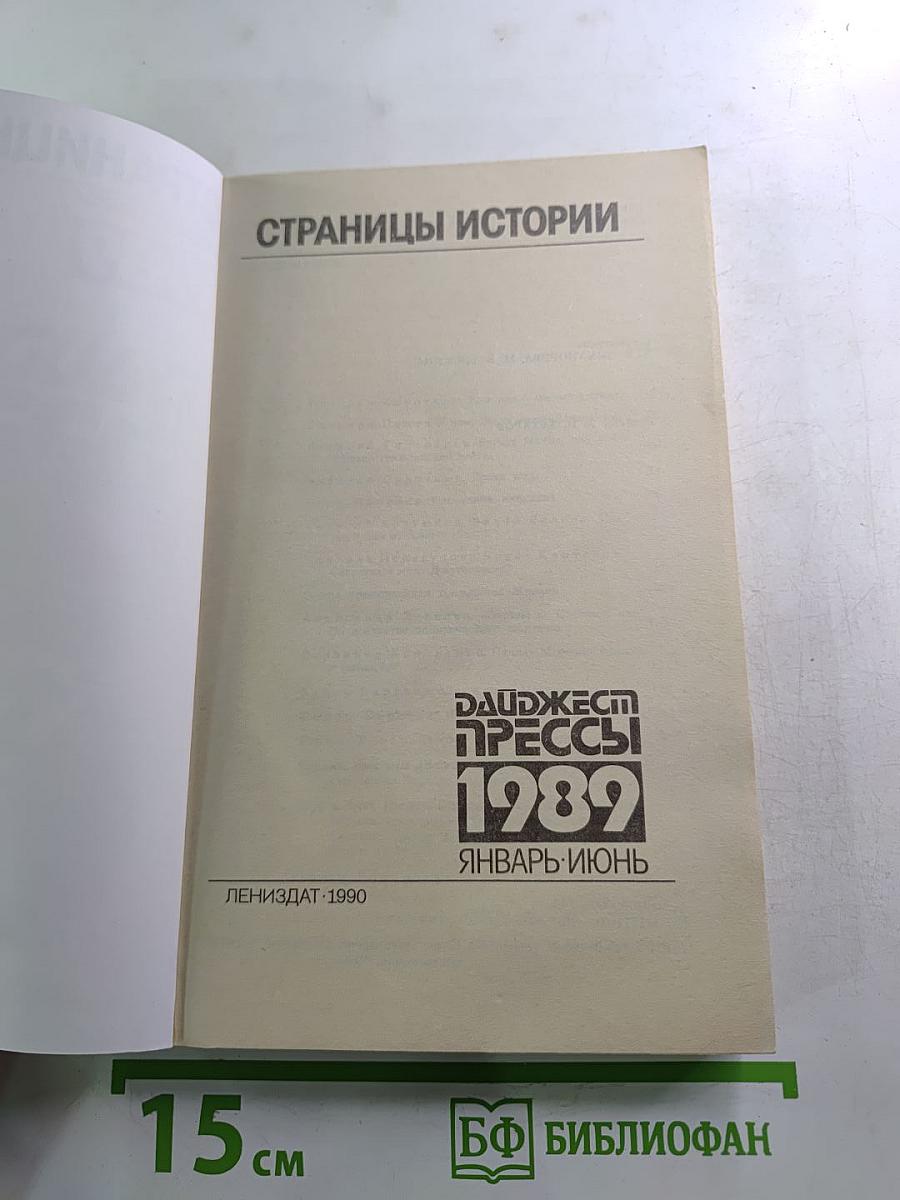 СТРАНИЦЫ ИСТОРИИ
ДАЙДЖЕСТ
ПРЕССЫ
1989
ЯНВАРЬ·ИЮНЬ
ЛЕНИЗДАТ·1990
15 см
БФ БИБЛИОФАН